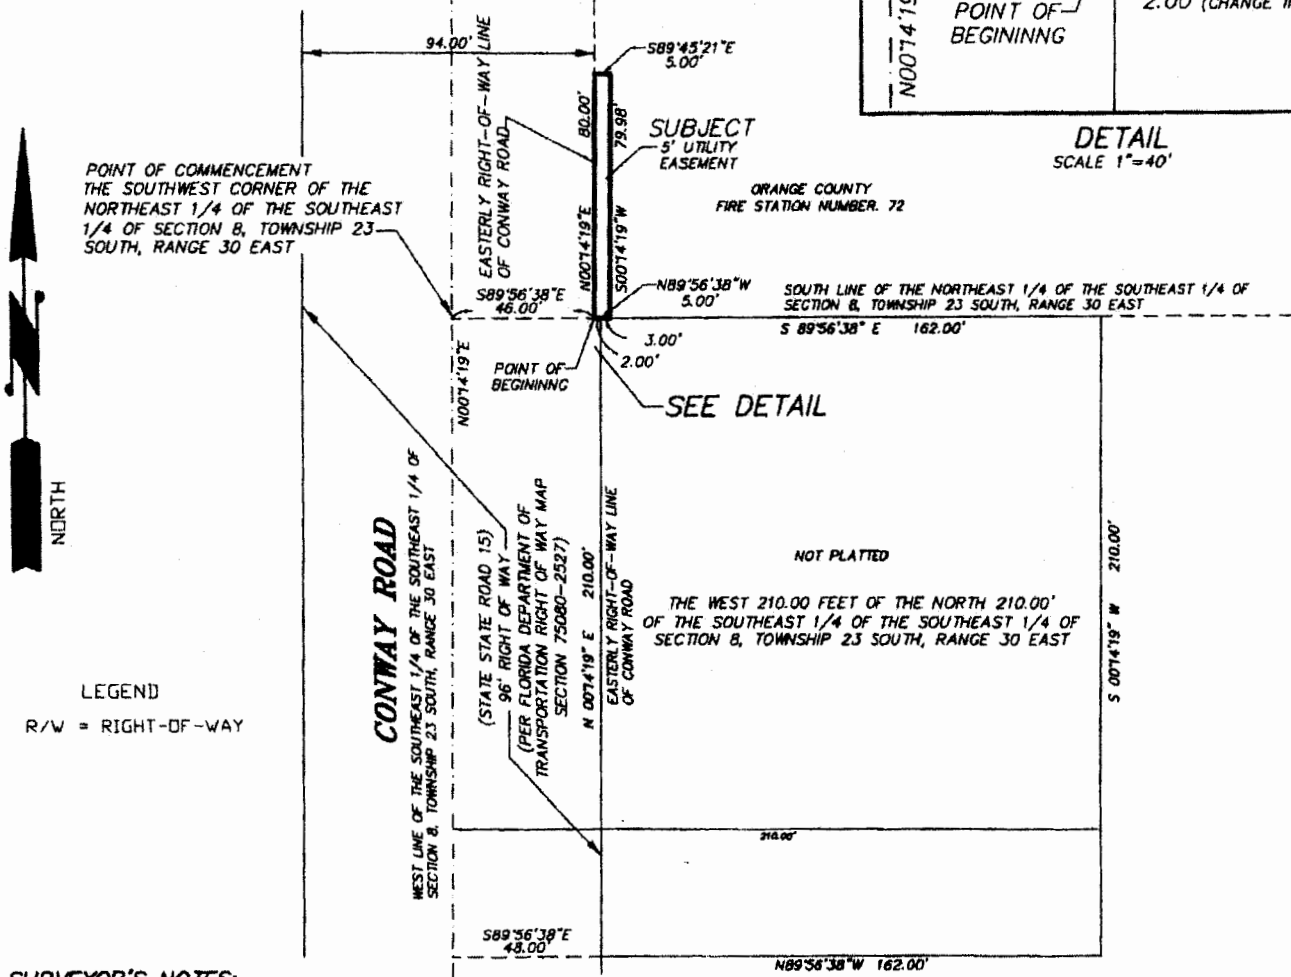 N00°14'19
POINT OF
BEGININNG
2.00 (CHANGE I
DETAIL
SCALE 1"=40'
94.00'
EASTERLY RIGHT-OF-WAY LINE
OF CONWAY ROAD
S89°45'21"E
5.00'
80.00'
79.98'
SUBJECT
5' UTILITY
EASEMENT
N00°14'19"E
S00°14'19"W
ORANGE COUNTY
FIRE STATION NUMBER. 72
POINT OF COMMENCEMENT
THE SOUTHWEST CORNER OF THE
NORTHEAST 1/4 OF THE SOUTHEAST
1/4 OF SECTION 8, TOWNSHIP 23
SOUTH, RANGE 30 EAST
S89°56'38"E
46.00'
N89°56'38"W
5.00'
SOUTH LINE OF THE NORTHEAST 1/4 OF THE SOUTHEAST 1/4 OF
SECTION 8, TOWNSHIP 23 SOUTH, RANGE 30 EAST
S 89°56'38" E 162.00'
3.00'
2.00'
N00°14'19"E
POINT OF
BEGININNG
SEE DETAIL
NORTH
CONWAY ROAD
WEST LINE OF THE SOUTHEAST 1/4 OF THE SOUTHEAST 1/4 OF
SECTION 8, TOWNSHIP 23 SOUTH, RANGE 30 EAST
(STATE STATE ROAD 15)
96' RIGHT OF WAY
(PER FLORIDA DEPARTMENT OF
TRANSPORTATION RIGHT OF WAY MAP
SECTION 75080-2527)
N 00°14'19" E 210.00'
EASTERLY RIGHT-OF-WAY LINE
OF CONWAY ROAD
NOT PLATTED
THE WEST 210.00 FEET OF THE NORTH 210.00'
OF THE SOUTHEAST 1/4 OF THE SOUTHEAST 1/4 OF
SECTION 8, TOWNSHIP 23 SOUTH, RANGE 30 EAST
S 00°14'19" W 210.00'
LEGEND
R/W = RIGHT-OF-WAY
210.00'
S89°56'38"E
48.00'
N89°56'38"W 162.00'
SURVEYOR'S NOTES: